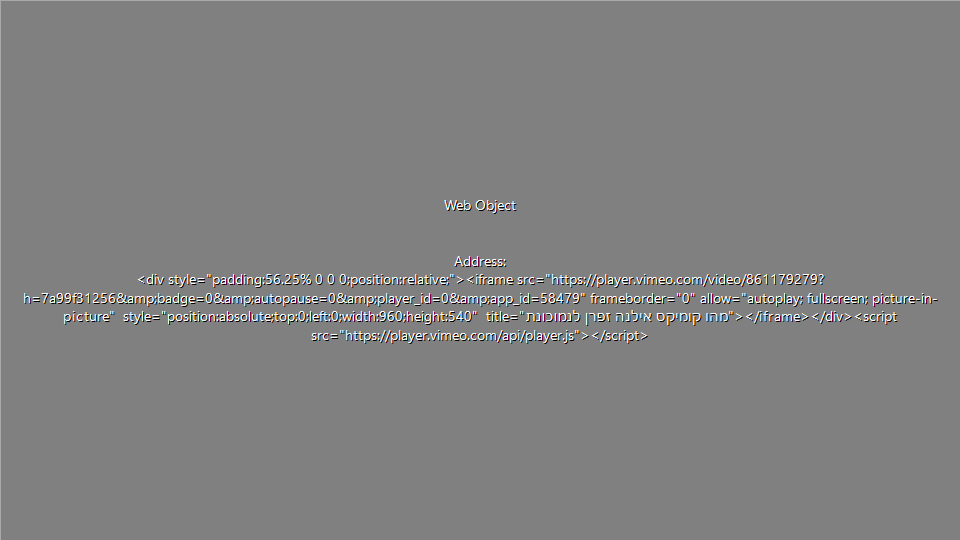 Web Object
Address:
<div style="padding:56.25% 0 0 0;position:relative;"><iframe src="https://player.vimeo.com/video/861179279?
h=7a99f31256&amp;badge=0&amp;autopause=0&amp;player_id=0&amp;app_id=58479" frameborder="0" allow="autoplay; fullscreen; picture-in-
picture"  style="position:absolute;top:0;left:0;width:960;height:540"  title="מהו קומיקס אילנה זפרן לנמוכונת"></iframe></div><script
src="https://player.vimeo.com/api/player.js"></script>